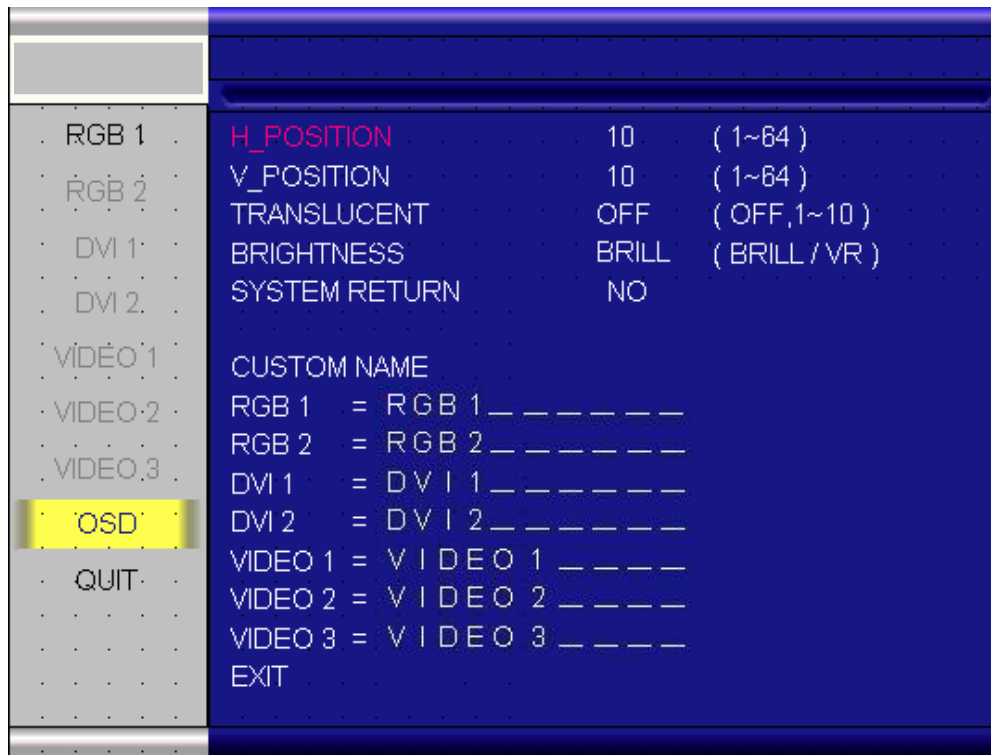 RGB 1
RGB 2
DVI 1
DVI 2
VIDEO 1
VIDEO 2
VIDEO 3
OSD
QUIT
H_POSITION 10 ( 1~64 )
V_POSITION 10 ( 1~64 )
TRANSLUCENT OFF ( OFF,1~10 )
BRIGHTNESS BRILL ( BRILL / VR )
SYSTEM RETURN NO
CUSTOM NAME
RGB 1 = R G B 1 _ _ _ _ _ _
RGB 2 = R G B 2 _ _ _ _ _ _
DVI 1 = D V I 1 _ _ _ _ _ _
DVI 2 = D V I 2 _ _ _ _ _ _
VIDEO 1 = V I D E O 1 _ _ _ _
VIDEO 2 = V I D E O 2 _ _ _ _
VIDEO 3 = V I D E O 3 _ _ _ _
EXIT